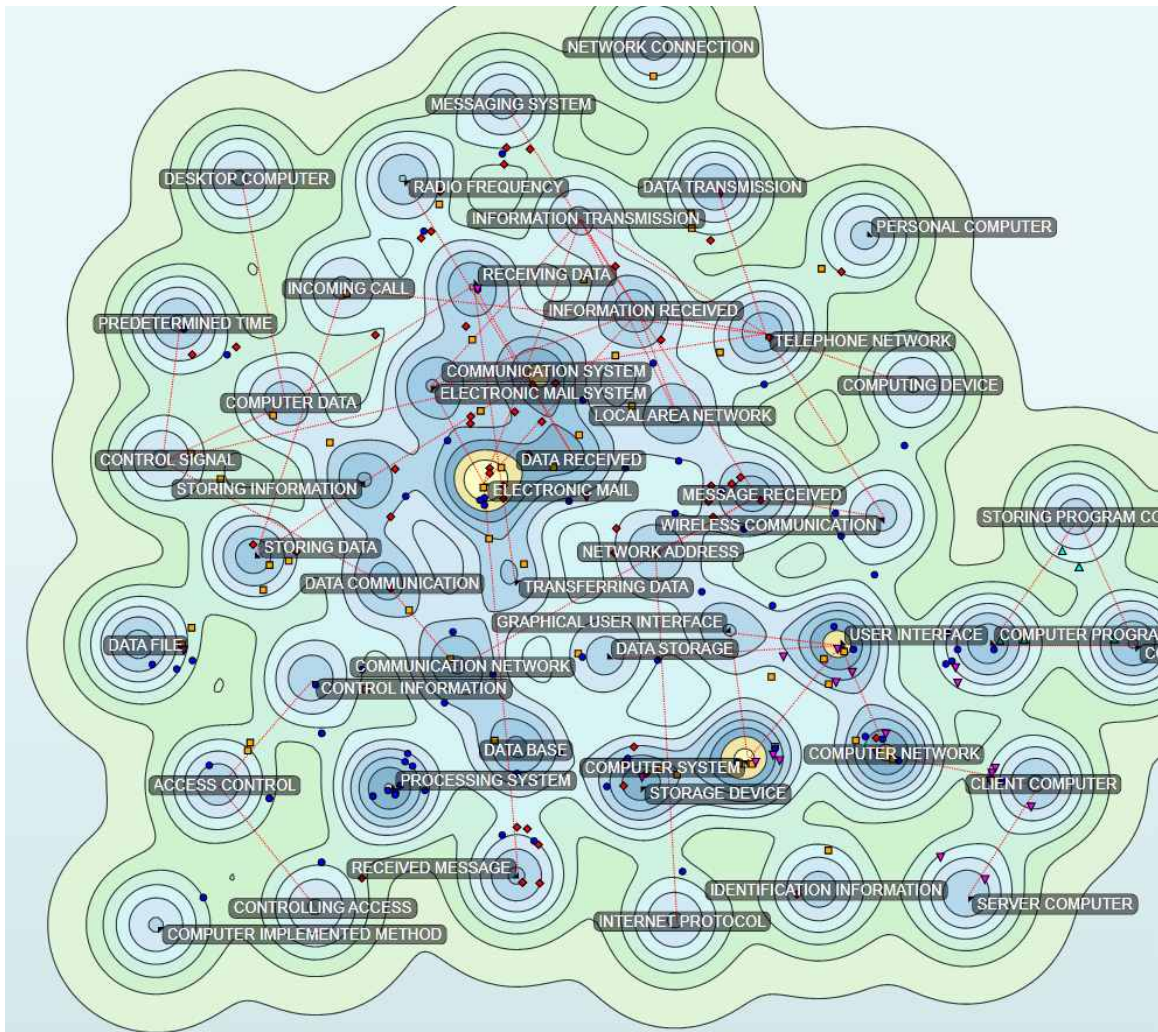 NETWORK CONNECTION
MESSAGING SYSTEM
DESKTOP COMPUTER
RADIO FREQUENCY
DATA TRANSMISSION
INFORMATION TRANSMISSION
PERSONAL COMPUTER
INCOMING CALL
RECEIVING DATA
INFORMATION RECEIVED
PREDETERMINED TIME
TELEPHONE NETWORK
COMMUNICATION SYSTEM
COMPUTING DEVICE
ELECTRONIC MAIL SYSTEM
COMPUTER DATA
LOCAL AREA NETWORK
CONTROL SIGNAL
DATA RECEIVED
STORING INFORMATION
ELECTRONIC MAIL
MESSAGE RECEIVED
WIRELESS COMMUNICATION
STORING PROGRAM CO
STORING DATA
NETWORK ADDRESS
DATA COMMUNICATION
TRANSFERRING DATA
GRAPHICAL USER INTERFACE
DATA FILE
USER INTERFACE
COMPUTER PROGRA
DATA STORAGE
CO
COMMUNICATION NETWORK
CONTROL INFORMATION
DATA BASE
COMPUTER NETWORK
COMPUTER SYSTEM
PROCESSING SYSTEM
ACCESS CONTROL
CLIENT COMPUTER
STORAGE DEVICE
RECEIVED MESSAGE
IDENTIFICATION INFORMATION
CONTROLLING ACCESS
SERVER COMPUTER
INTERNET PROTOCOL
COMPUTER IMPLEMENTED METHOD